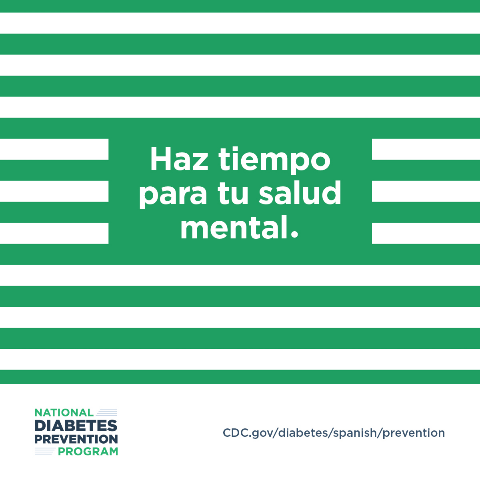 Haz tiempo
para tu salud
mental.
NATIONAL
DIABETES
PREVENTION
PROGRAM
CDC.gov/diabetes/spanish/prevention